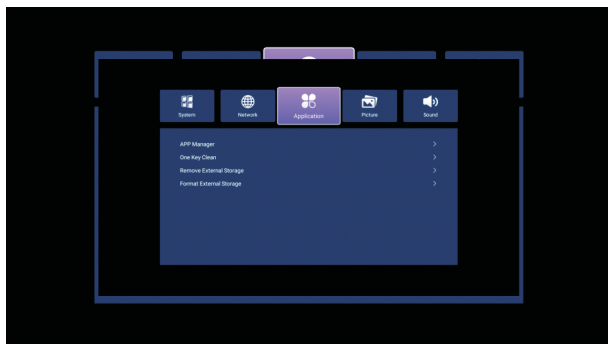 System
Network
Application
Picture
Sound
APP Manager
One Key Clean
Remove External Storage
Format External Storage